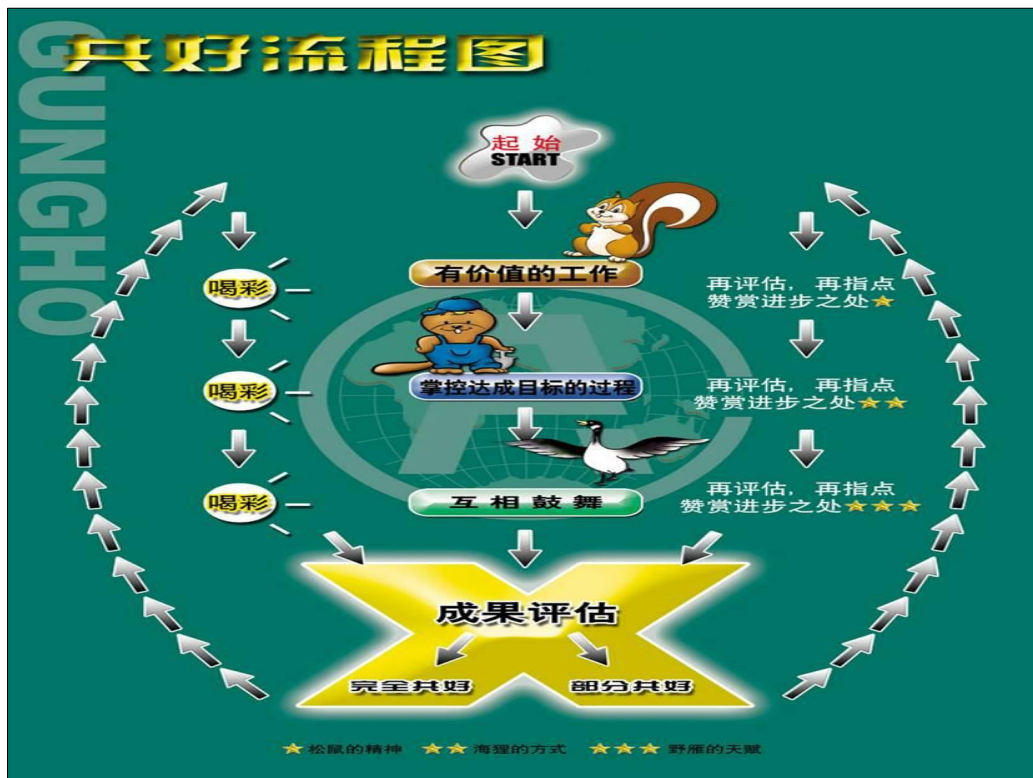 共好流程图
GUNGHO
起始
START
有价值的工作
喝彩
再评估，再指点
赞赏进步之处★
掌控达成目标的过程
喝彩
再评估，再指点
赞赏进步之处★★
互相鼓舞
喝彩
再评估，再指点
赞赏进步之处★★★
成果评估
完全共好
部分共好
★松鼠的精神 ★★海狸的方式 ★★★野雁的天赋